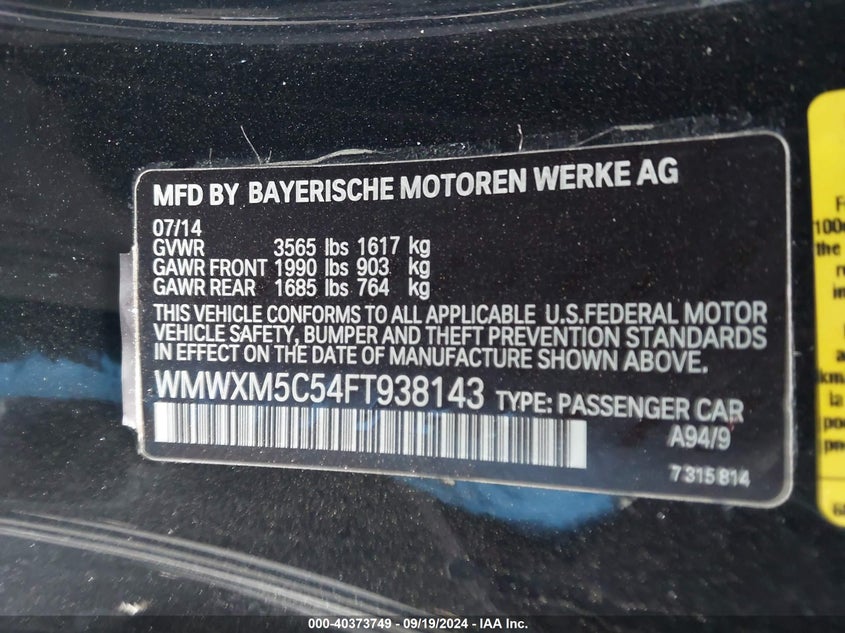 MFD BY BAYERISCHE MOTOREN WERKE AG
07/14
GVWR 3565 lbs 1617 kg
GAWR FRONT 1990 lbs 903 kg
GAWR REAR 1685 lbs 764 kg
THIS VEHICLE CONFORMS TO ALL APPLICABLE U.S.FEDERAL MOTOR
VEHICLE SAFETY, BUMPER AND THEFT PREVENTION STANDARDS
IN EFFECT ON THE DATE OF MANUFACTURE SHOWN ABOVE.
WMWXM5C54FT938143 TYPE: PASSENGER CAR
A94/9
7 315 814
the
la
000-40373749 - 09/19/2024 - IAA Inc.